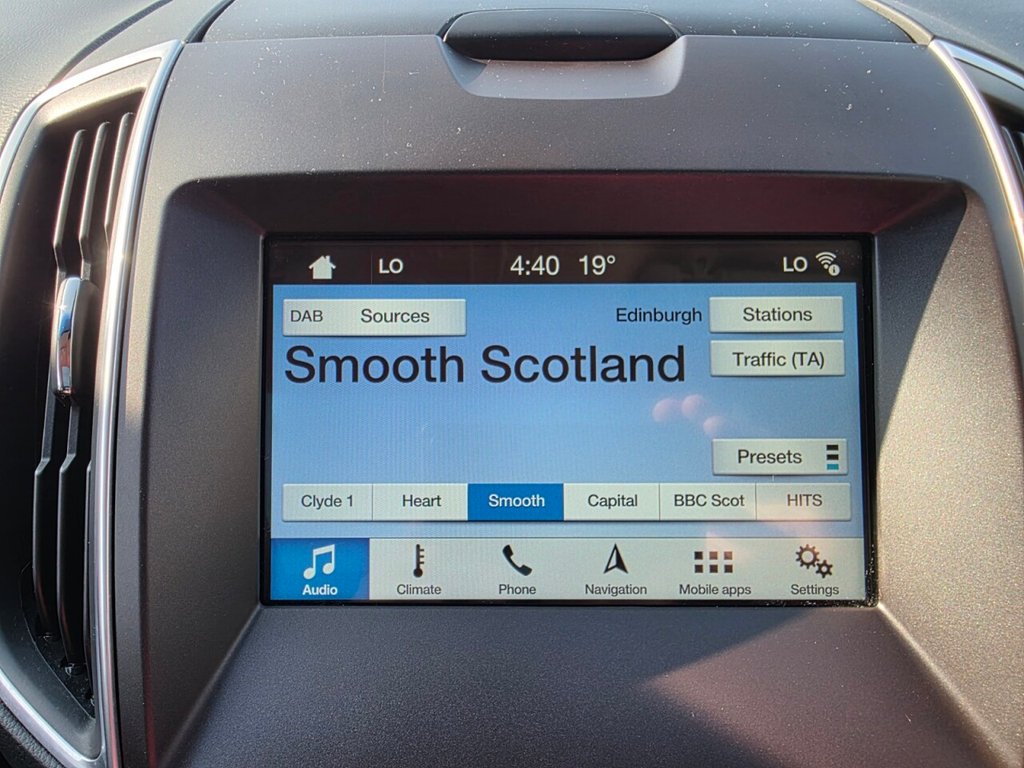 LO 4:40 19° LO
DAB Sources Edinburgh Stations
Smooth Scotland
Traffic (TA)
Presets
Clyde 1 Heart Smooth Capital BBC Scot HITS
Audio Climate Phone Navigation Mobile apps Settings